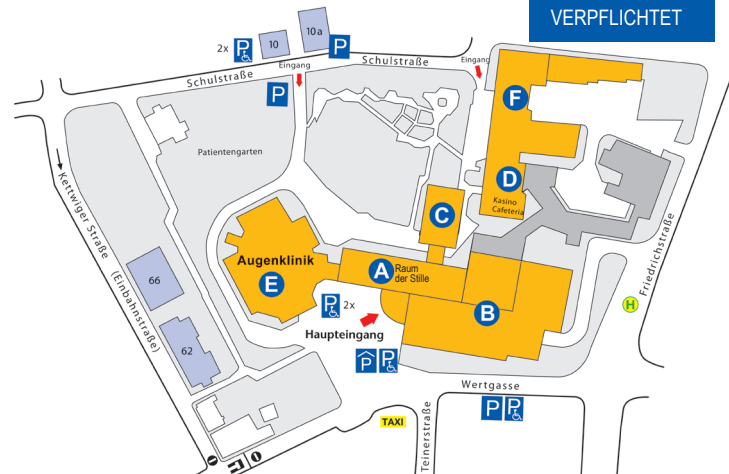 VERPFLICHTET
10a
10
2x
P
P
Eingang
Schulstraße
Schulstraße
Eingang
P
F
Patientengarten
D
Kasino
Cafeteria
C
Kettwiger Straße
(Einbahnstraße)
Friedrichstraße
Augenklinik
E
A
Raum
der Stille
66
P
2x
B
H
Haupteingang
62
P
P
Wertgasse
P
P
TAXI
Teinerstraße